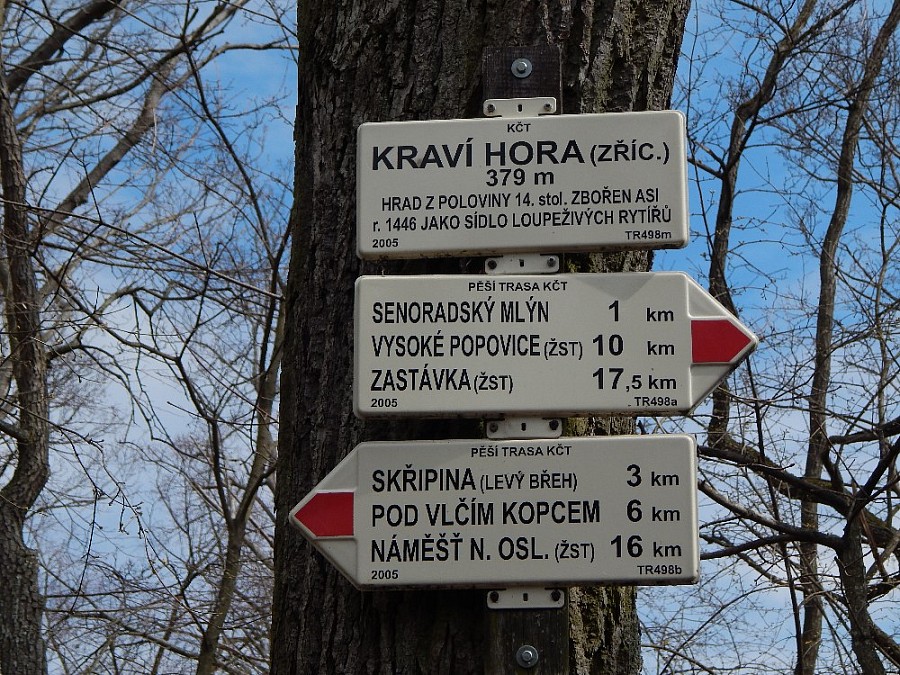 KČT
KRAVÍ HORA (ZŘÍC.)
379 m
HRAD Z POLOVINY 14. stol. ZBOŘEN ASI
r. 1446 JAKO SÍDLO LOUPEŽIVÝCH RYTÍŘŮ
2005 TR498m
PĚŠÍ TRASA KČT
SENORADSKÝ MLÝN 1 km
VYSOKÉ POPOVICE (ŽST) 10 km
ZASTÁVKA (ŽST) 17,5 km
2005 TR498a
PĚŠÍ TRASA KČT
SKŘIPINA (LEVÝ BŘEH) 3 km
POD VLČÍM KOPCEM 6 km
NÁMĚŠŤ N. OSL. (ŽST) 16 km
2005 TR498b